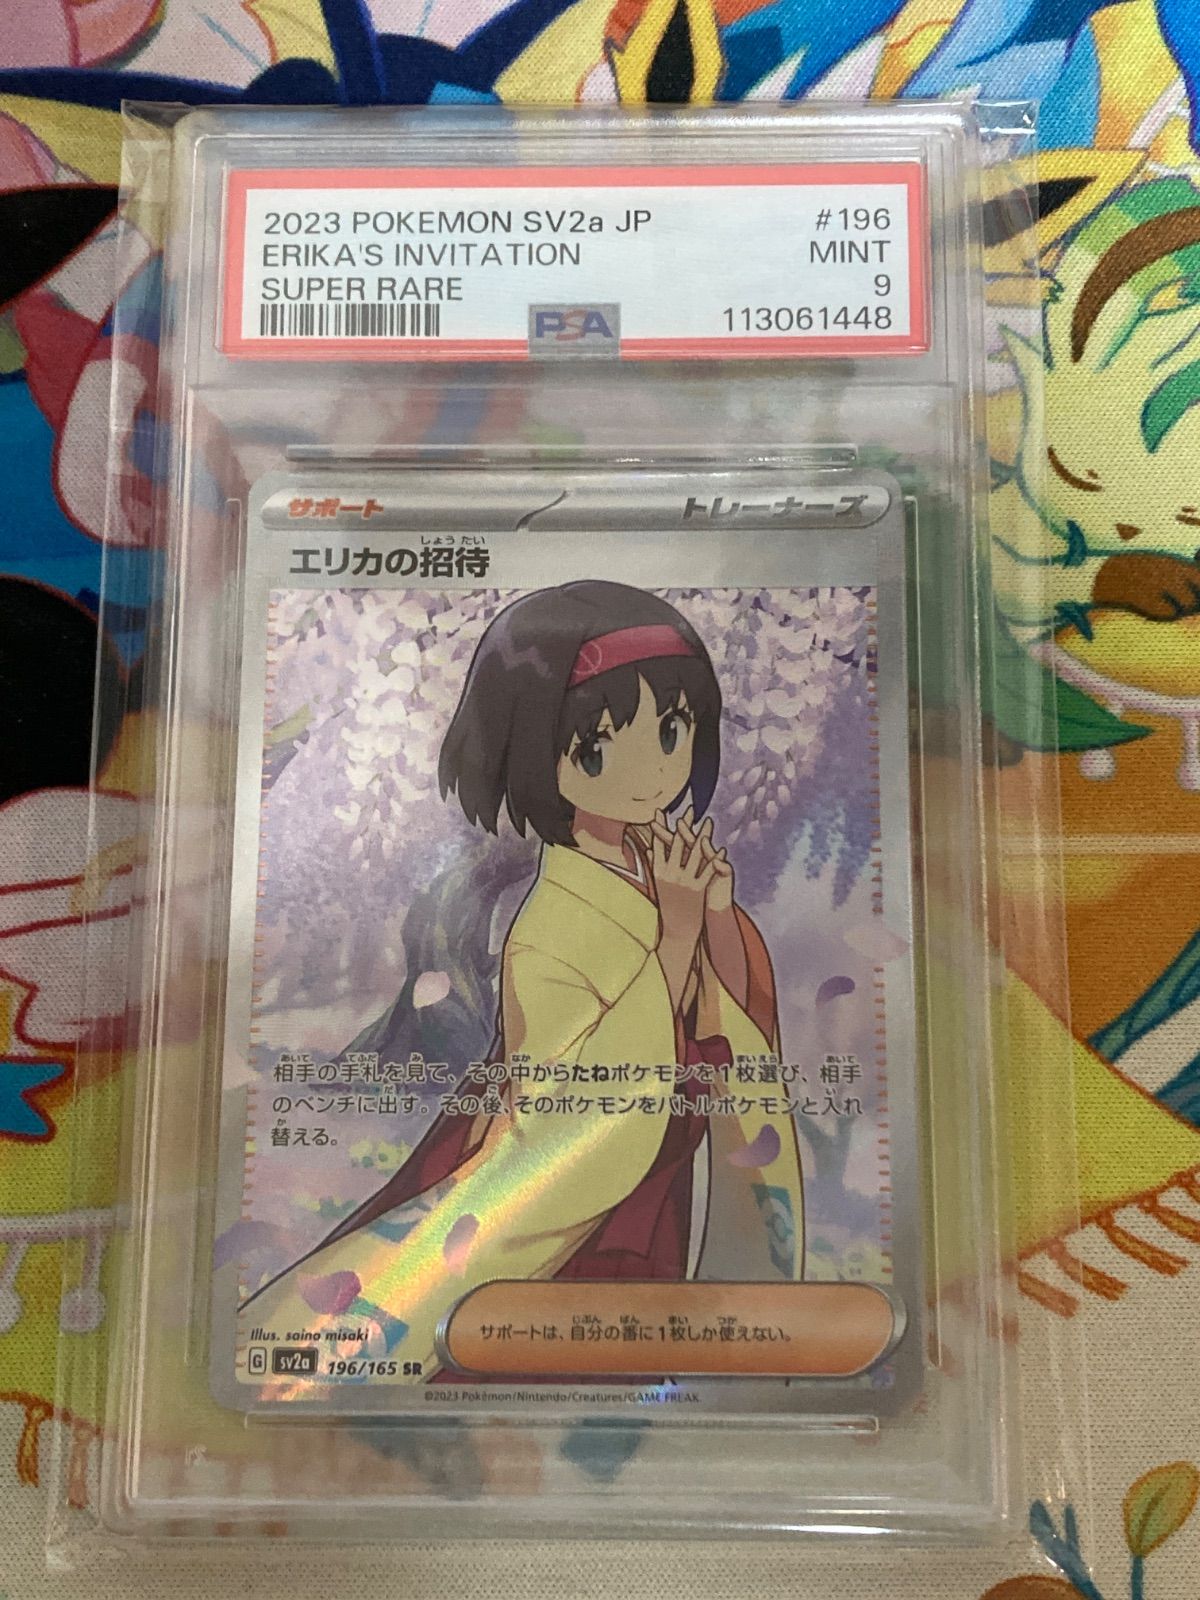 2023 POKEMON SV2a JP #196
ERIKA'S INVITATION MINT
SUPER RARE 9
PSA 113061448
サポート トレーナーズ
しょうたい
エリカの招待
あいて てふだ み なか まいえら あいて
相手の手札を見て、その中からたねポケモンを1枚選び、相手
だ ご い
のベンチに出す。その後、そのポケモンをバトルポケモンと入れ
か
替える。
じぶん ばん まい つか
サポートは、自分の番に1枚しか使えない。
Illus. saino misaki
G sv2a 196/165 SR
©2023 Pokémon/Nintendo/Creatures/GAME FREAK.